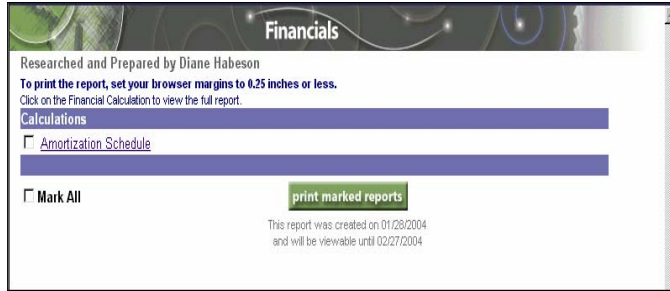 Financials
Researched and Prepared by Diane Habeson
To print the report, set your browser margins to 0.25 inches or less.
Click on the Financial Calculation to view the full report.
Calculations
Amortization Schedule
Mark All
print marked reports
This report was created on 01/28/2004
and will be viewable until 02/27/2004